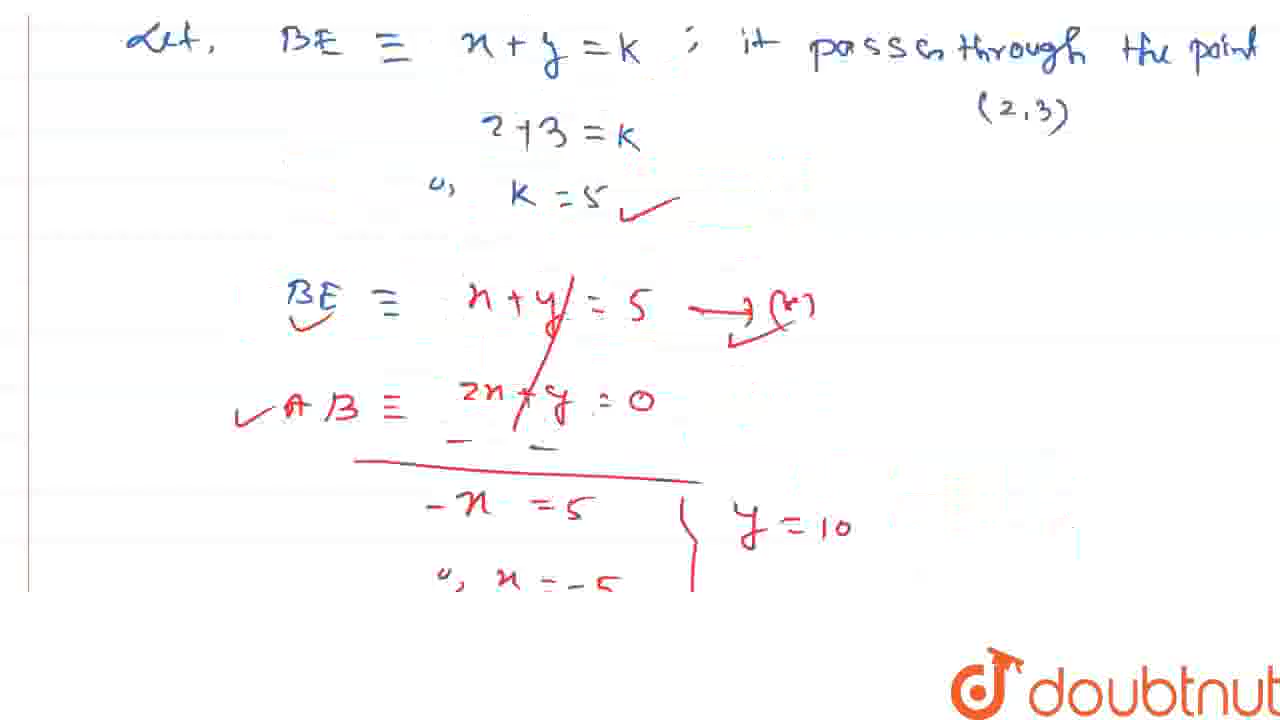 Let, BE ≡ x + y = k ; it passes through the point
(2,3)
2+3 = k
o, k = 5 ✓
BE ≡ x + y = 5 → (*)
✓ AB ≡ 2x + y = 0
- -
-x = 5
y = 10
o, x = -5
doubtnut